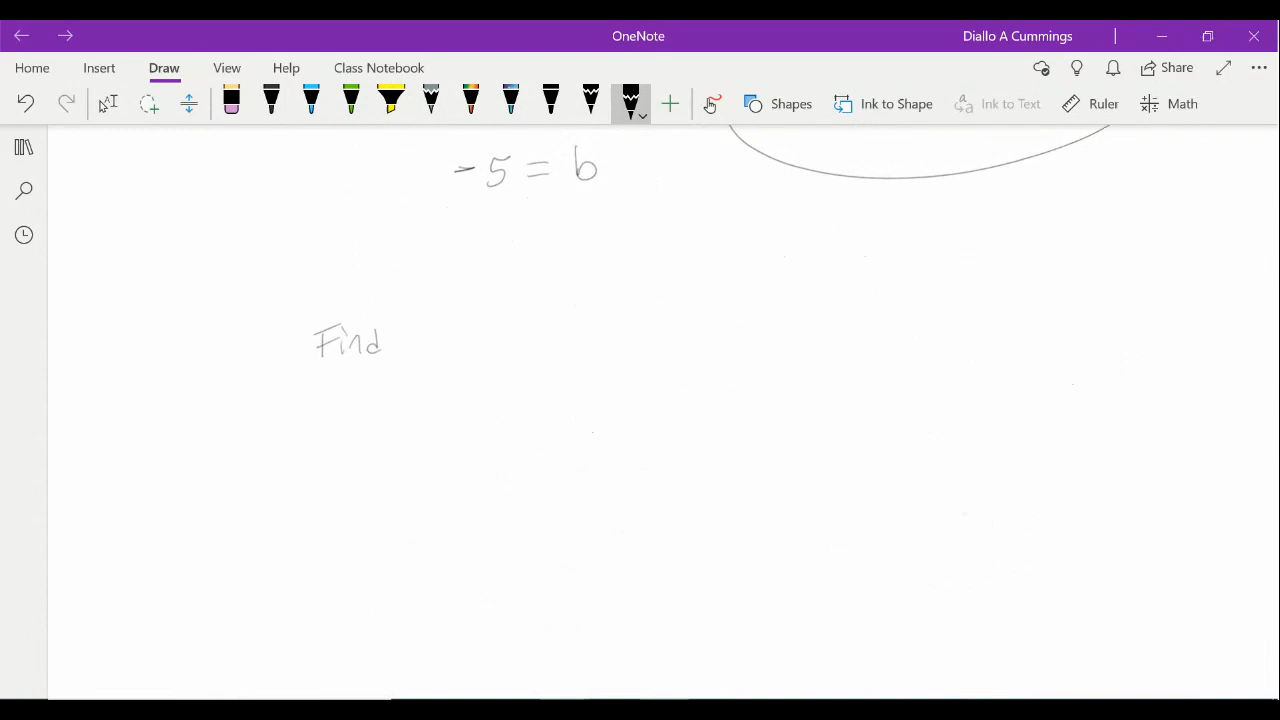 OneNote
Diallo A Cummings
Home Insert Draw View Help Class Notebook Share
Shapes Ink to Shape Ink to Text Ruler Math
-5 = b
Find